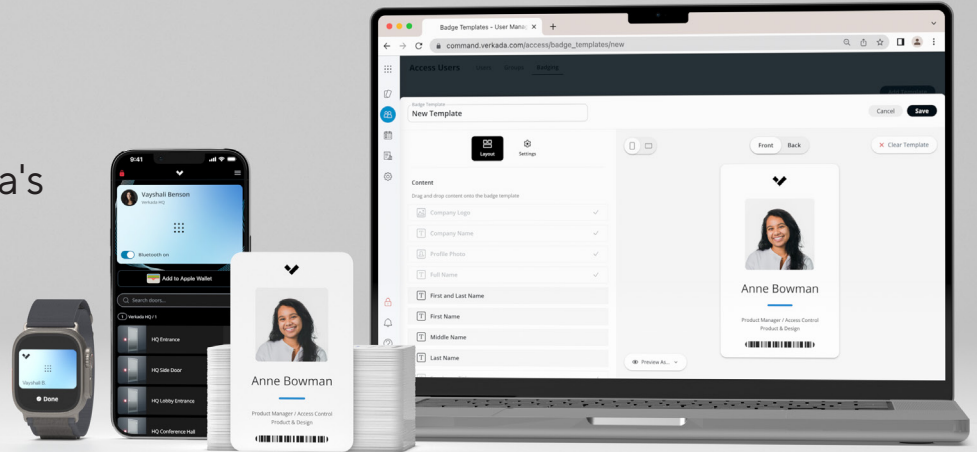 a's
9:41
Vayshali Benson
Verkada HQ
Bluetooth on
Add to Apple Wallet
Search doors...
Verkada HQ / 1
HQ Entrance
HQ Side Door
HQ Lobby Entrance
HQ Conference Hall
Vayshali B.
Done
Anne Bowman
Product Manager / Access Control
Product & Design
Badge Templates – User Manag
command.verkada.com/access/badge_templates/new
Access Users
Users
Groups
Badging
Badge Template
New Template
Cancel
Save
Layout
Settings
Front
Back
Clear Template
Content
Drag and drop content onto the badge template
Company Logo
Company Name
Profile Photo
Full Name
First and Last Name
First Name
Middle Name
Last Name
Anne Bowman
Product Manager / Access Control
Product & Design
Preview As...